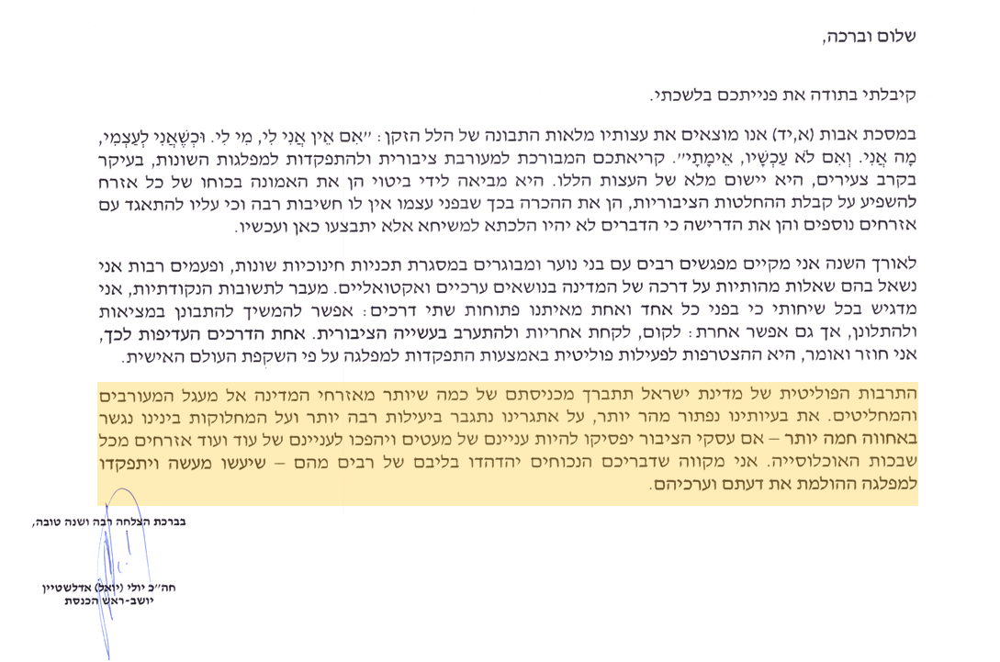 שלום וברכה,
קיבלתי בתודה את פנייתכם בלשכתי.
במסכת אבות (א,יד) אנו מוצאים את עצותיו מלאות התבונה של הלל הזקן: "אִם אֵין אֲנִי לִי, מִי לִי. וּכְשֶׁאֲנִי לְעַצְמִי,
מָה אֲנִי. וְאִם לֹא עַכְשָׁיו, אֵימָתָי". קריאתכם המבורכת למעורבת ציבורית ולהתפקדות למפלגות השונות, בעיקר
בקרב צעירים, היא יישום מלא של העצות הללו. היא מביאה לידי ביטוי הן את האמונה בכוחו של כל אזרח
להשפיע על קבלת ההחלטות הציבוריות, הן את ההכרה בכך שבפני עצמו אין לו חשיבות רבה וכי עליו להתאגד עם
אזרחים נוספים והן את הדרישה כי הדברים לא יהיו הלכתא למשיחא אלא יתבצעו כאן ועכשיו.
לאורך השנה אני מקיים מפגשים רבים עם בני נוער ומבוגרים במסגרת תכניות חינוכיות שונות, ופעמים רבות אני
נשאל בהם שאלות מהותיות על דרכה של המדינה בנושאים ערכיים ואקטואליים. מעבר לתשובות הנקודתיות, אני
מדגיש בכל שיחותי כי בפני כל אחד ואחת מאיתנו פתוחות שתי דרכים: אפשר להמשיך להתבונן במציאות
ולהתלונן, אך גם אפשר אחרת: לקום, לקחת אחריות ולהתערב בעשייה הציבורית. אחת הדרכים העדיפות לכך,
אני חוזר ואומר, היא ההצטרפות לפעילות פוליטית באמצעות התפקדות למפלגה על פי השקפת העולם האישית.
התרבות הפוליטית של מדינת ישראל תתברך מכניסתם של כמה שיותר מאזרחי המדינה אל מעגל המעורבים
והמחליטים. את בעיותינו נפתור מהר יותר, על אתגרינו נתגבר ביעילות רבה יותר ועל המחלוקות בינינו נגשר
באחווה חמה יותר – אם עסקי הציבור יפסיקו להיות עניינם של מעטים ויהפכו לעניינם של עוד ועוד אזרחים מכל
שכבות האוכלוסייה. אני מקווה שדבריכם הנכוחים יהדהדו בליבם של רבים מהם – שיעשו מעשה ויתפקדו
למפלגה ההולמת את דעתם וערכיהם.
בברכת הצלחה רבה ושנה טובה,
חה"כ יולי (יואל) אדלשטיין
יושב-ראש הכנסת